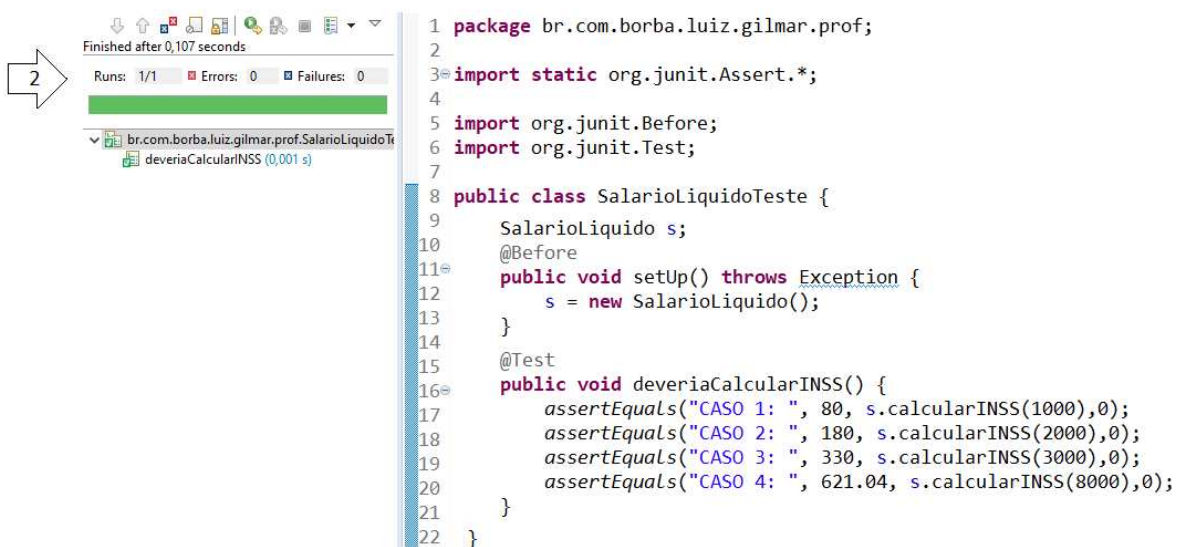 Finished after 0,107 seconds
2
Runs: 1/1 Errors: 0 Failures: 0
br.com.borba.luiz.gilmar.prof.SalarioLiquidoTe
deveriaCalcularINSS (0,001 s)
1 package br.com.borba.luiz.gilmar.prof;
2
3 import static org.junit.Assert.*;
4
5 import org.junit.Before;
6 import org.junit.Test;
7
8 public class SalarioLiquidoTeste {
9 SalarioLiquido s;
10 @Before
11 public void setUp() throws Exception {
12 s = new SalarioLiquido();
13 }
14
15 @Test
16 public void deveriaCalcularINSS() {
17 assertEquals("CASO 1: ", 80, s.calcularINSS(1000),0);
18 assertEquals("CASO 2: ", 180, s.calcularINSS(2000),0);
19 assertEquals("CASO 3: ", 330, s.calcularINSS(3000),0);
20 assertEquals("CASO 4: ", 621.04, s.calcularINSS(8000),0);
21 }
22 }